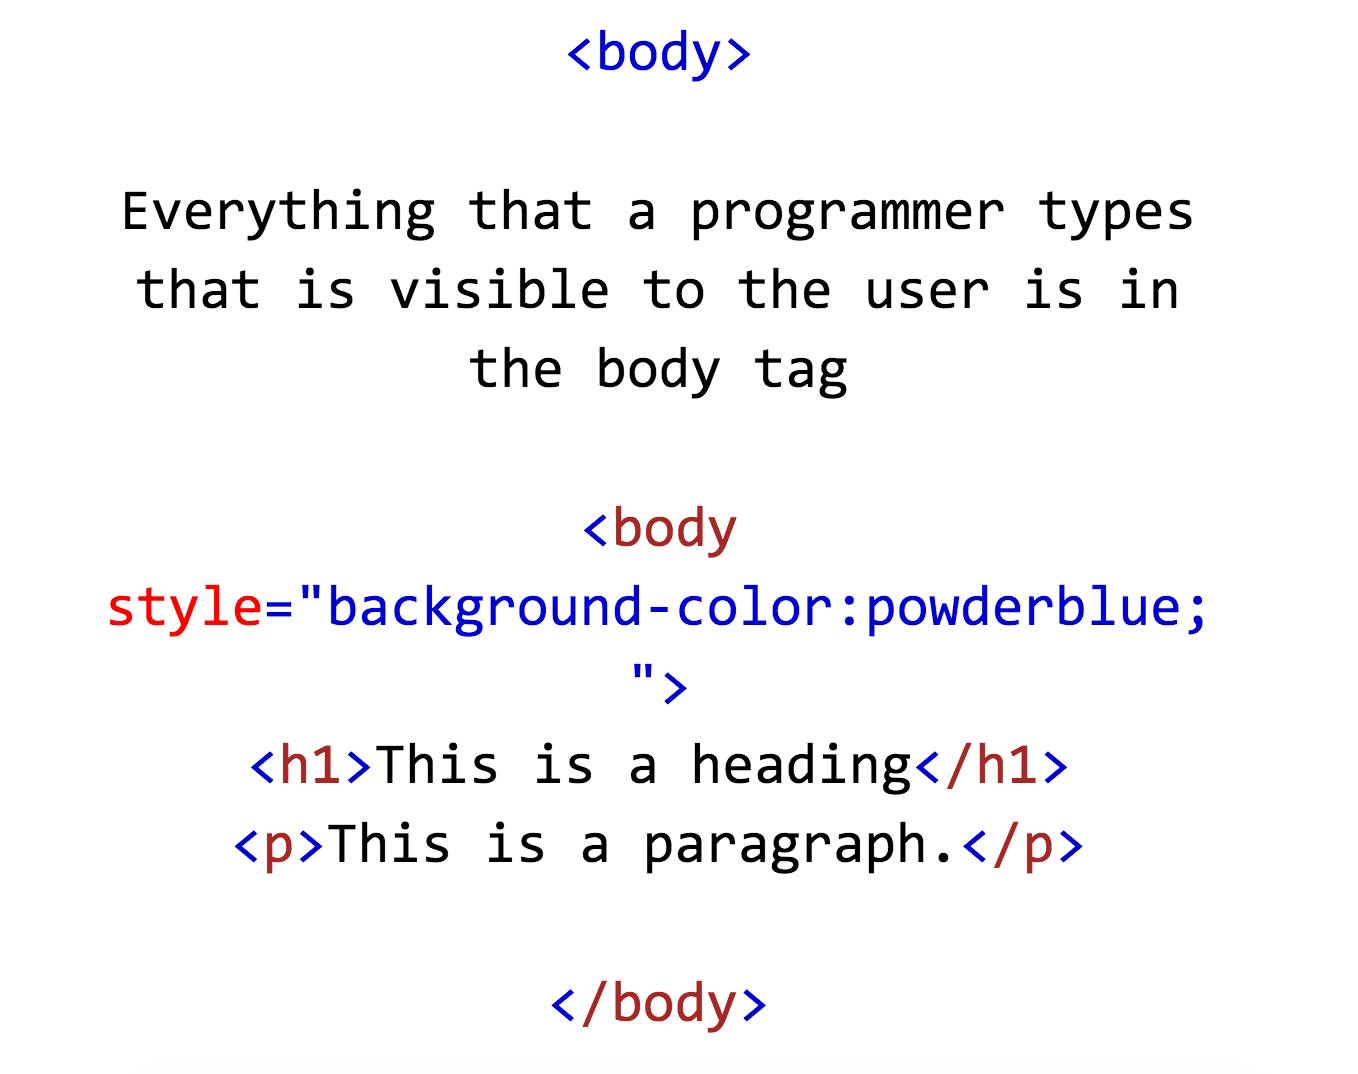 <body>
Everything that a programmer types
that is visible to the user is in
the body tag
<body
style="background-color:powderblue;
">
<h1>This is a heading</h1>
<p>This is a paragraph.</p>
</body>